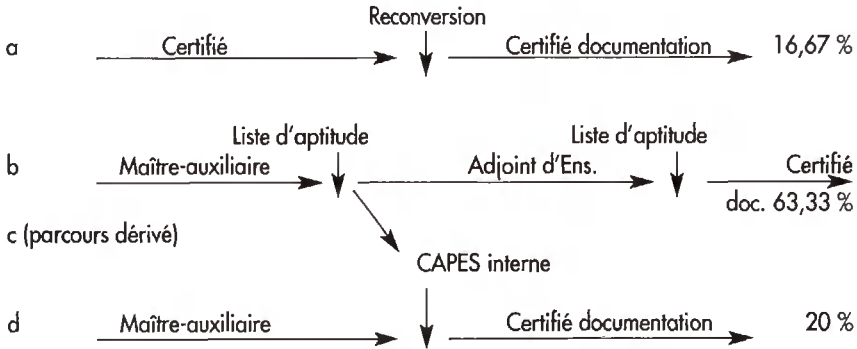 Reconversion
a Certifié Certifié documentation 16,67 %
Liste d'aptitude Liste d'aptitude
b Maître-auxiliaire Adjoint d'Ens. Certifié
doc. 63,33 %
c (parcours dérivé)
CAPES interne
d Maître-auxiliaire Certifié documentation 20 %